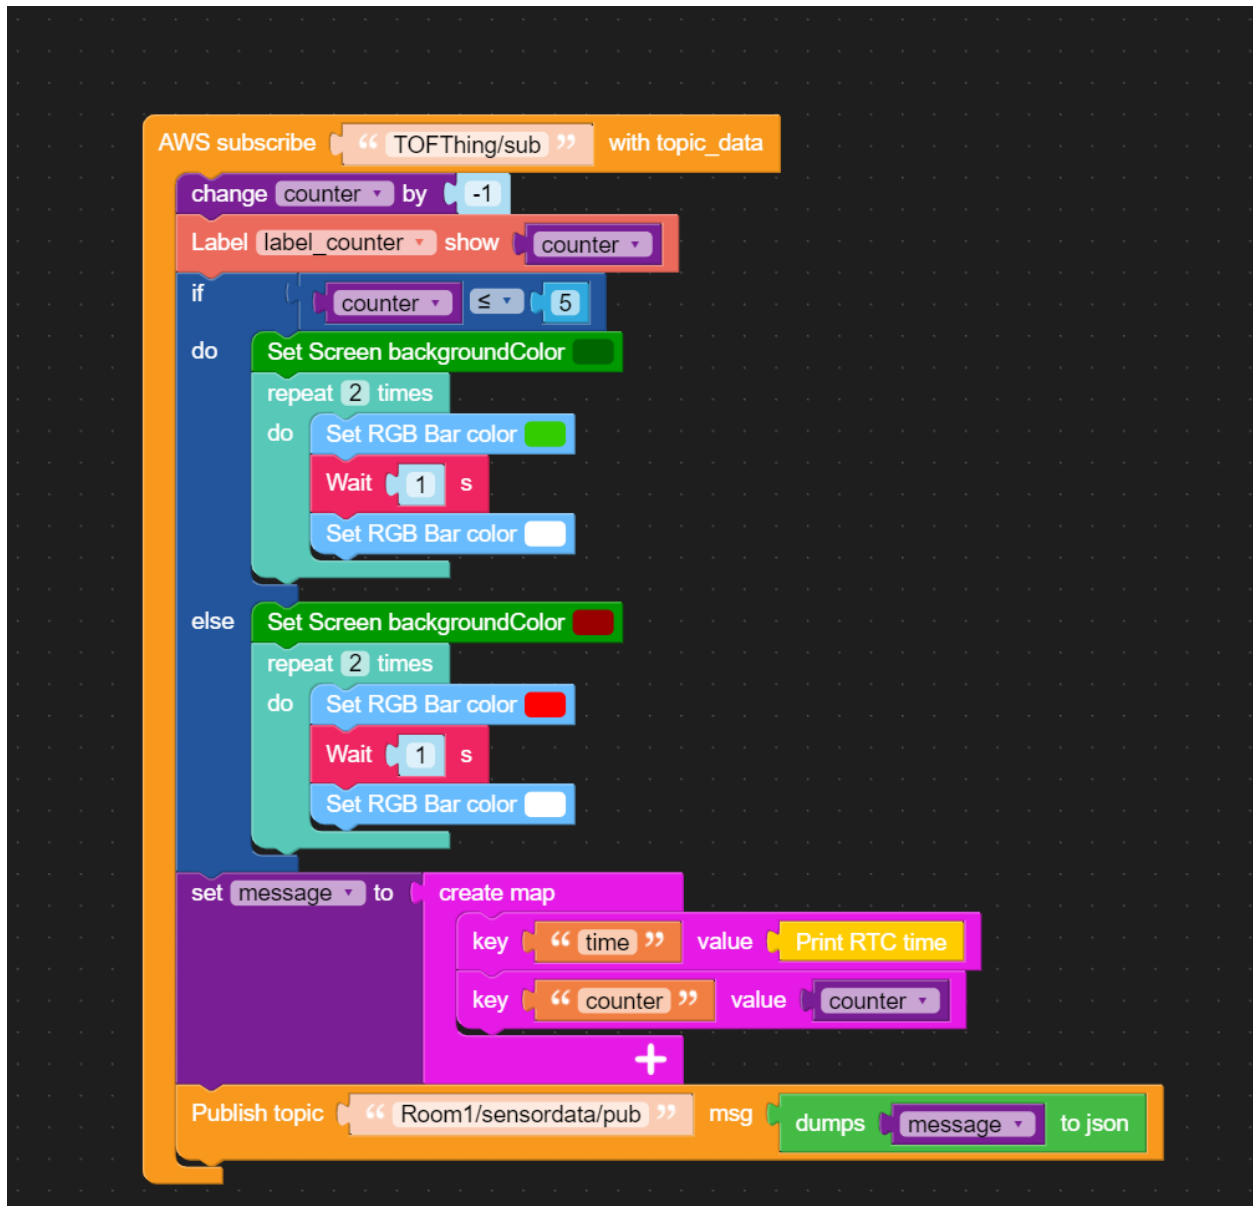 AWS subscribe “ TOFThing/sub ” with topic_data
change counter by -1
Label label_counter show counter
if counter ≤ 5
do Set Screen backgroundColor
repeat 2 times
do Set RGB Bar color
Wait 1 s
Set RGB Bar color
else Set Screen backgroundColor
repeat 2 times
do Set RGB Bar color
Wait 1 s
Set RGB Bar color
set message to create map
key “ time ” value Print RTC time
key “ counter ” value counter
Publish topic “ Room1/sensordata/pub ” msg dumps message to json